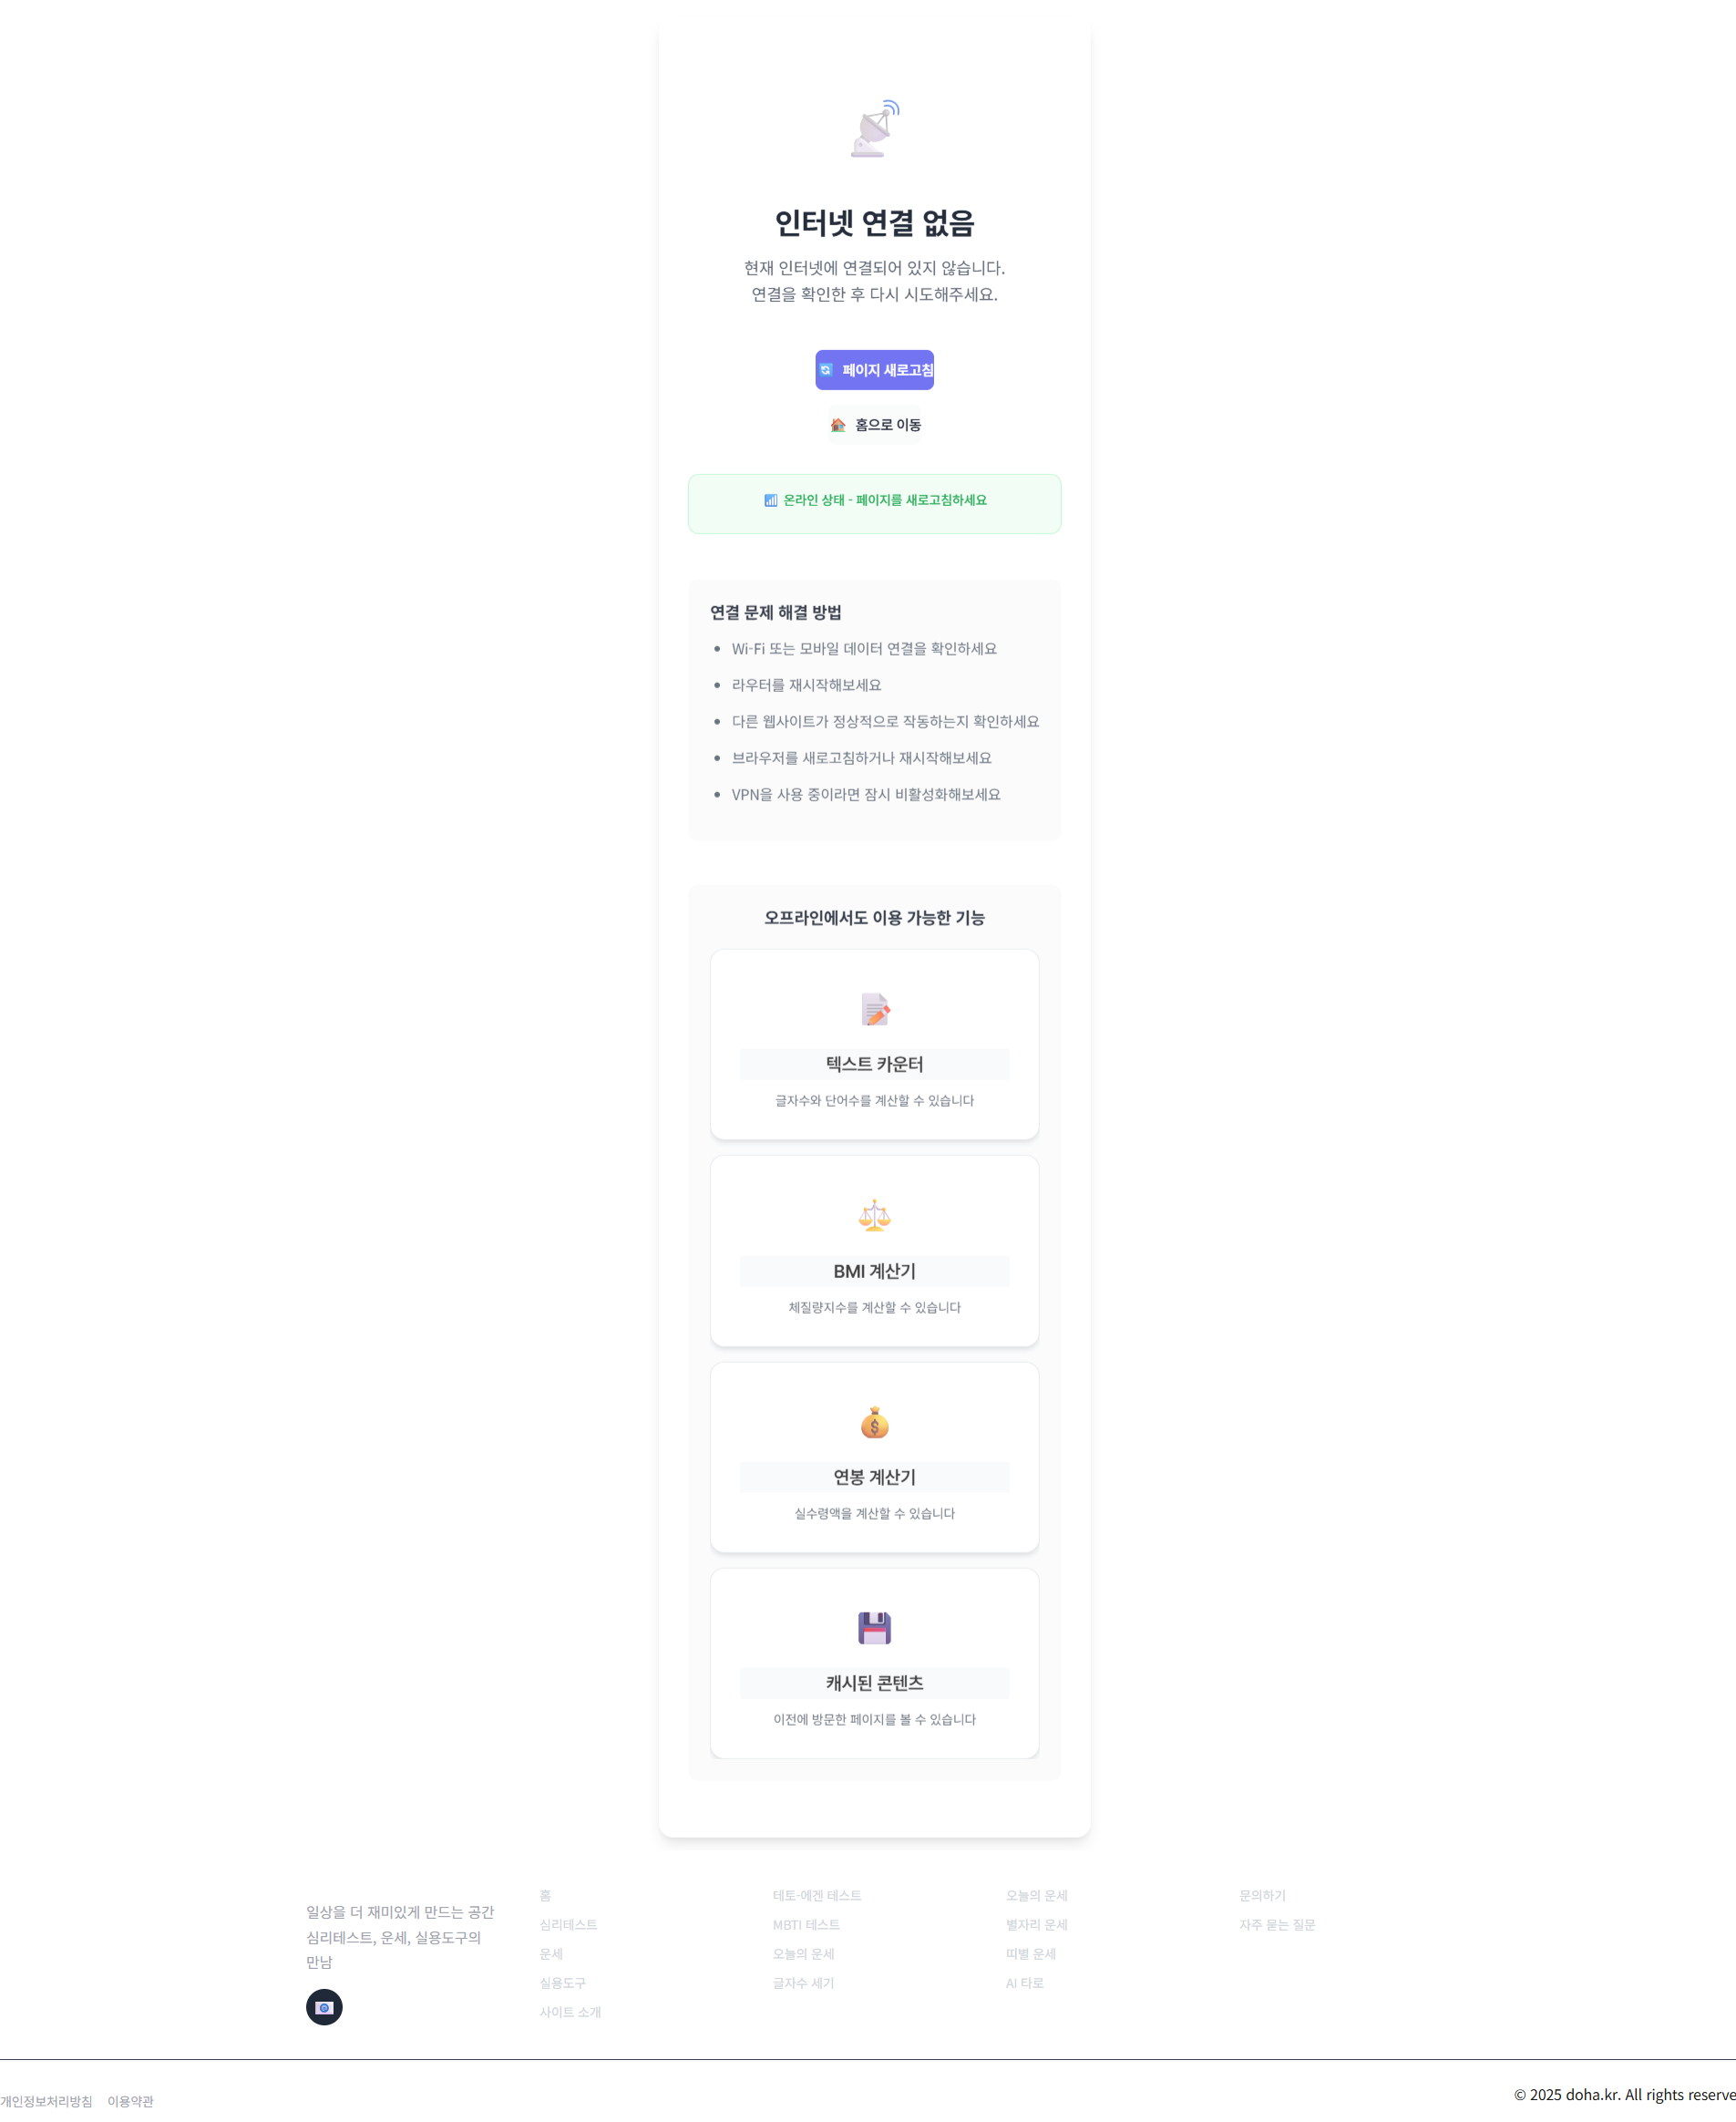 인터넷 연결 없음
현재 인터넷에 연결되어 있지 않습니다.
연결을 확인한 후 다시 시도해주세요.
페이지 새로고침
홈으로 이동
온라인 상태 - 페이지를 새로고침하세요
연결 문제 해결 방법
Wi-Fi 또는 모바일 데이터 연결을 확인하세요
라우터를 재시작해보세요
다른 웹사이트가 정상적으로 작동하는지 확인하세요
브라우저를 새로고침하거나 재시작해보세요
VPN을 사용 중이라면 잠시 비활성화해보세요
오프라인에서도 이용 가능한 기능
텍스트 카운터
글자수와 단어수를 계산할 수 있습니다
BMI 계산기
체질량지수를 계산할 수 있습니다
연봉 계산기
실수령액을 계산할 수 있습니다
캐시된 콘텐츠
이전에 방문한 페이지를 볼 수 있습니다
일상을 더 재미있게 만드는 공간
심리테스트, 운세, 실용도구의
만남
홈
심리테스트
운세
실용도구
사이트 소개
테토-에겐 테스트
MBTI 테스트
오늘의 운세
글자수 세기
오늘의 운세
별자리 운세
띠별 운세
AI 타로
문의하기
자주 묻는 질문
개인정보처리방침 이용약관
© 2025 doha.kr. All rights reserve